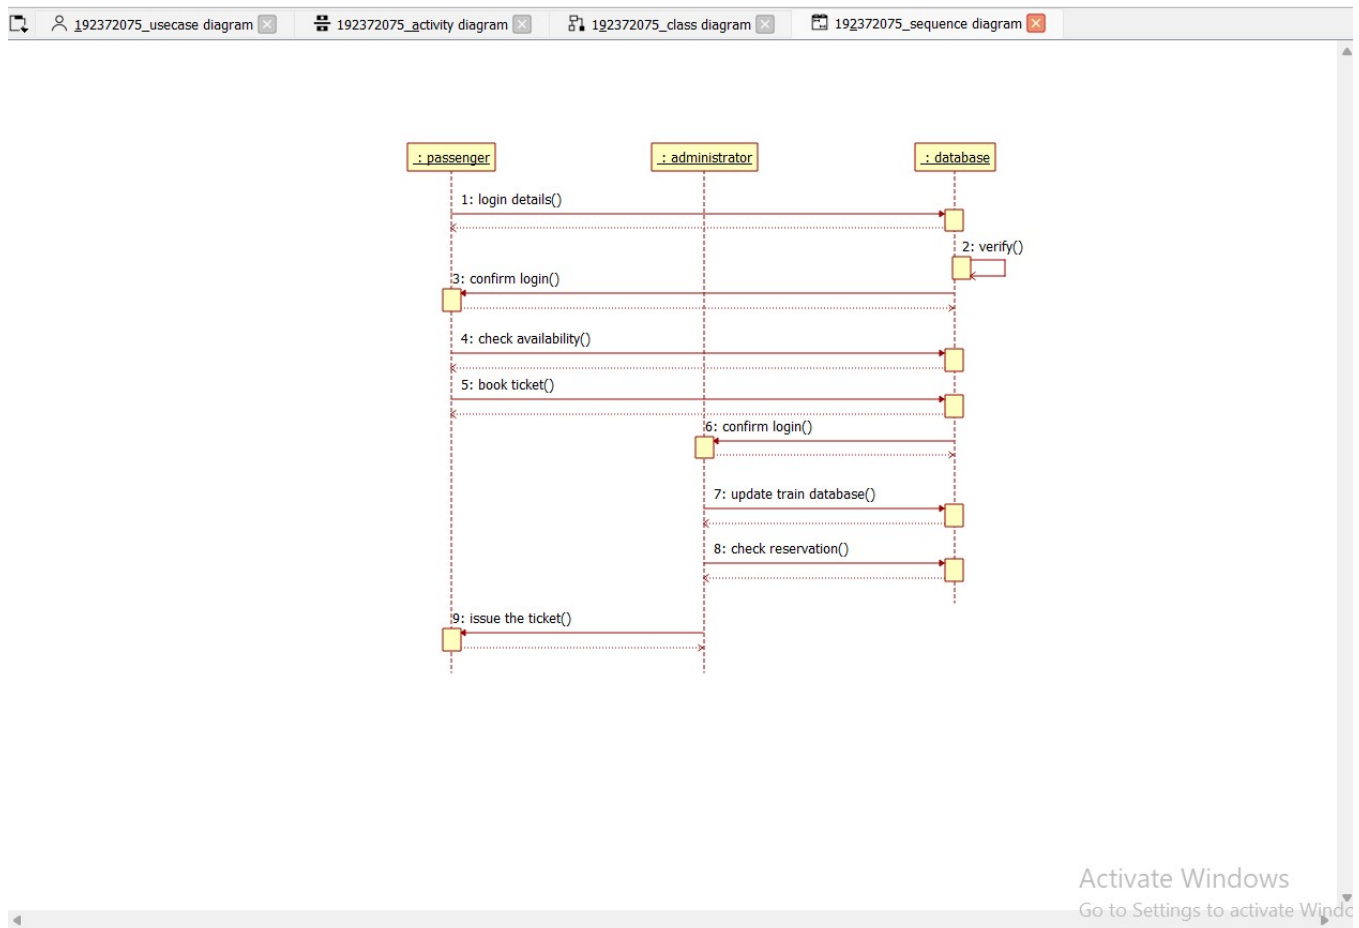 192372075_usecase diagram
192372075_activity diagram
192372075_class diagram
192372075_sequence diagram
: passenger
: administrator
: database
1: login details()
2: verify()
3: confirm login()
4: check availability()
5: book ticket()
6: confirm login()
7: update train database()
8: check reservation()
9: issue the ticket()
Activate Windows
Go to Settings to activate Windo